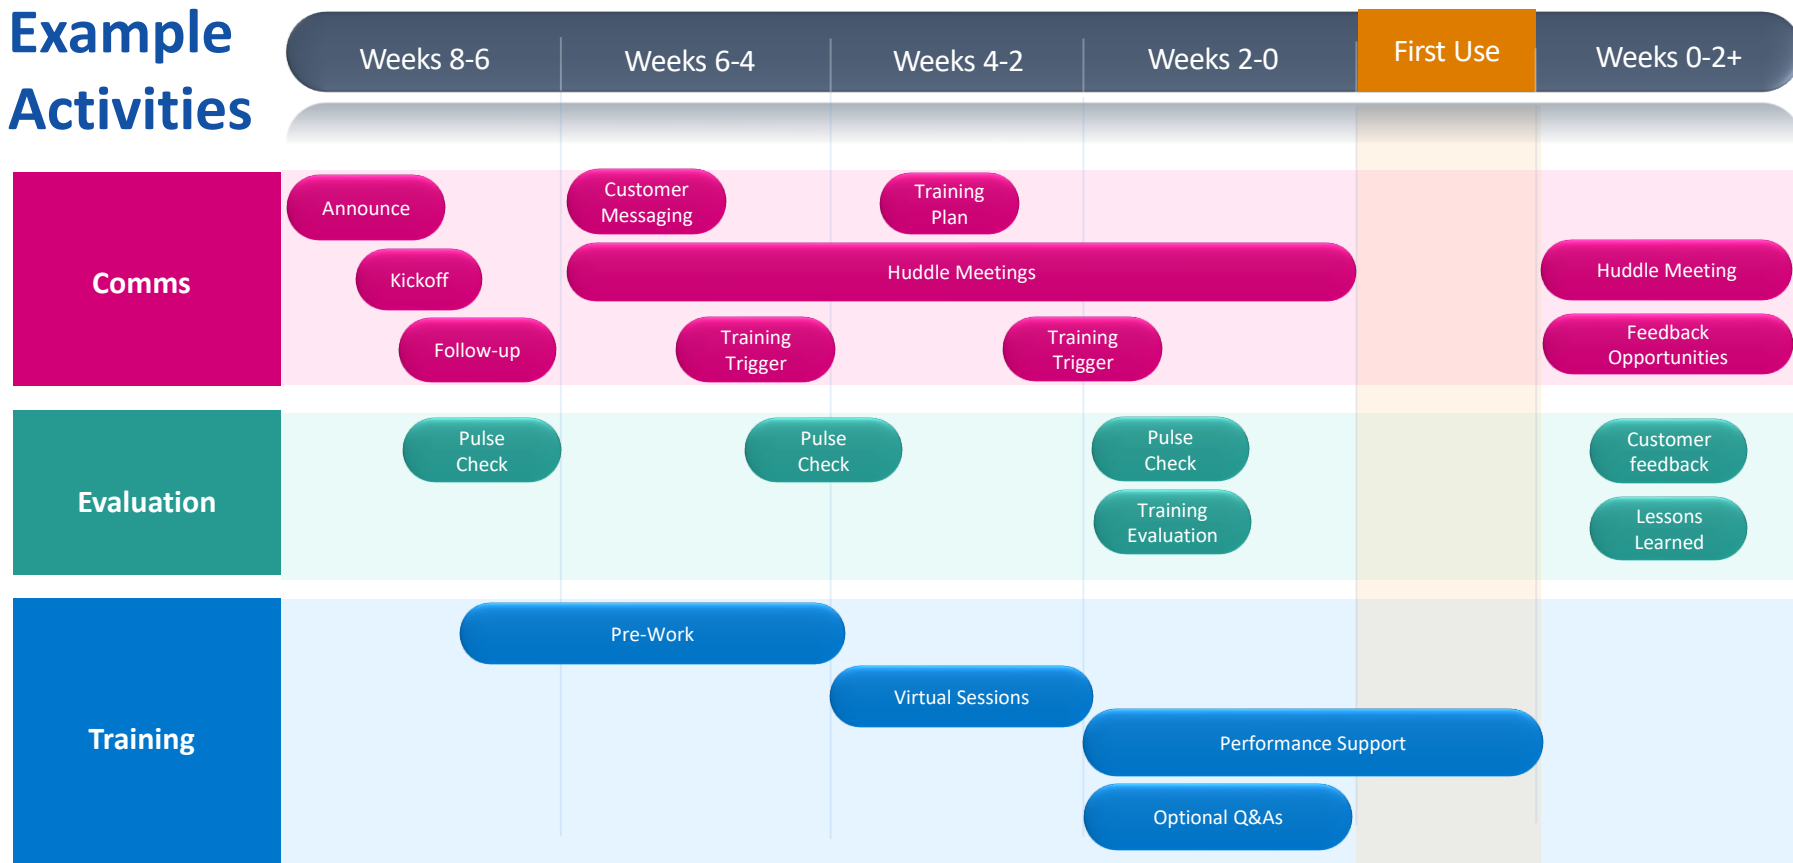 Example
Activities
Weeks 8-6
Weeks 6-4
Weeks 4-2
Weeks 2-0
First Use
Weeks 0-2+
Comms
Announce
Customer
Messaging
Training
Plan
Kickoff
Huddle Meetings
Huddle Meeting
Follow-up
Training
Trigger
Training
Trigger
Feedback
Opportunities
Evaluation
Pulse
Check
Pulse
Check
Pulse
Check
Customer
feedback
Training
Evaluation
Lessons
Learned
Training
Pre-Work
Virtual Sessions
Performance Support
Optional Q&As